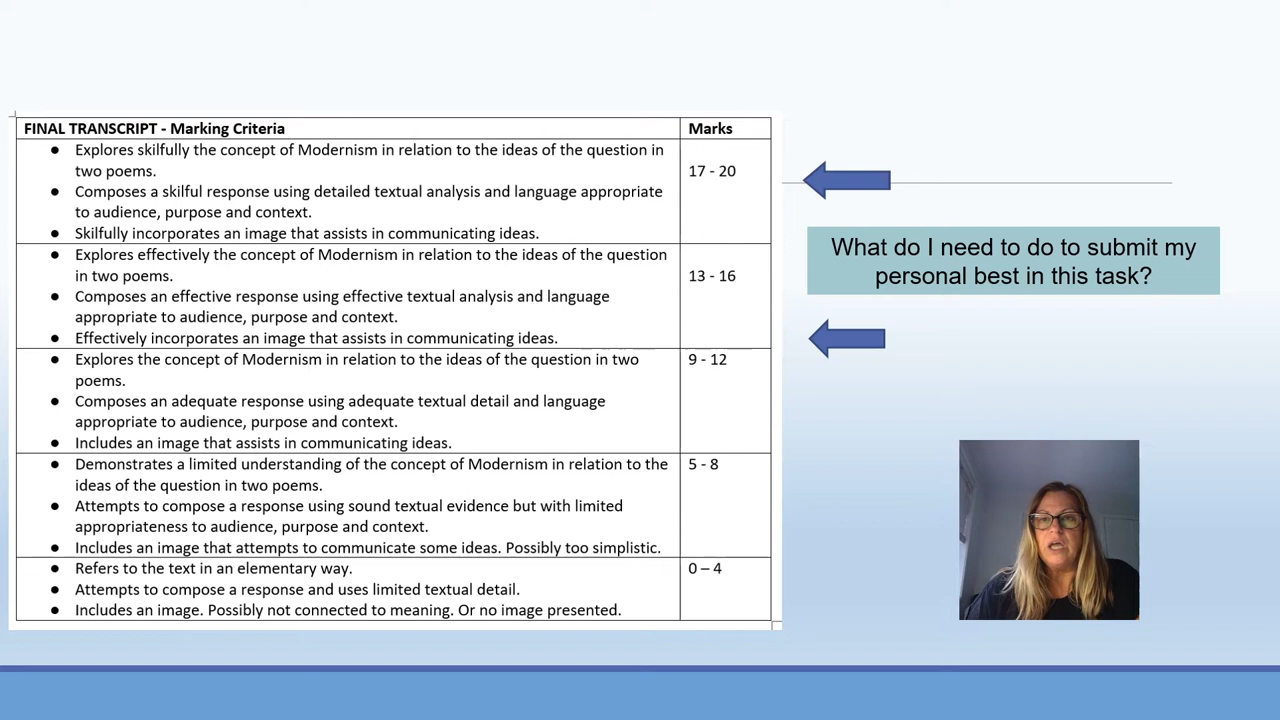 FINAL TRANSCRIPT - Marking Criteria
Marks
● Explores skilfully the concept of Modernism in relation to the ideas of the question in
two poems.
● Composes a skilful response using detailed textual analysis and language appropriate
to audience, purpose and context.
● Skilfully incorporates an image that assists in communicating ideas.
17 - 20
● Explores effectively the concept of Modernism in relation to the ideas of the question
in two poems.
● Composes an effective response using effective textual analysis and language
appropriate to audience, purpose and context.
● Effectively incorporates an image that assists in communicating ideas.
13 - 16
● Explores the concept of Modernism in relation to the ideas of the question in two
poems.
● Composes an adequate response using adequate textual detail and language
appropriate to audience, purpose and context.
● Includes an image that assists in communicating ideas.
9 - 12
● Demonstrates a limited understanding of the concept of Modernism in relation to the
ideas of the question in two poems.
● Attempts to compose a response using sound textual evidence but with limited
appropriateness to audience, purpose and context.
● Includes an image that attempts to communicate some ideas. Possibly too simplistic.
5 - 8
● Refers to the text in an elementary way.
● Attempts to compose a response and uses limited textual detail.
● Includes an image. Possibly not connected to meaning. Or no image presented.
0 – 4
What do I need to do to submit my
personal best in this task?